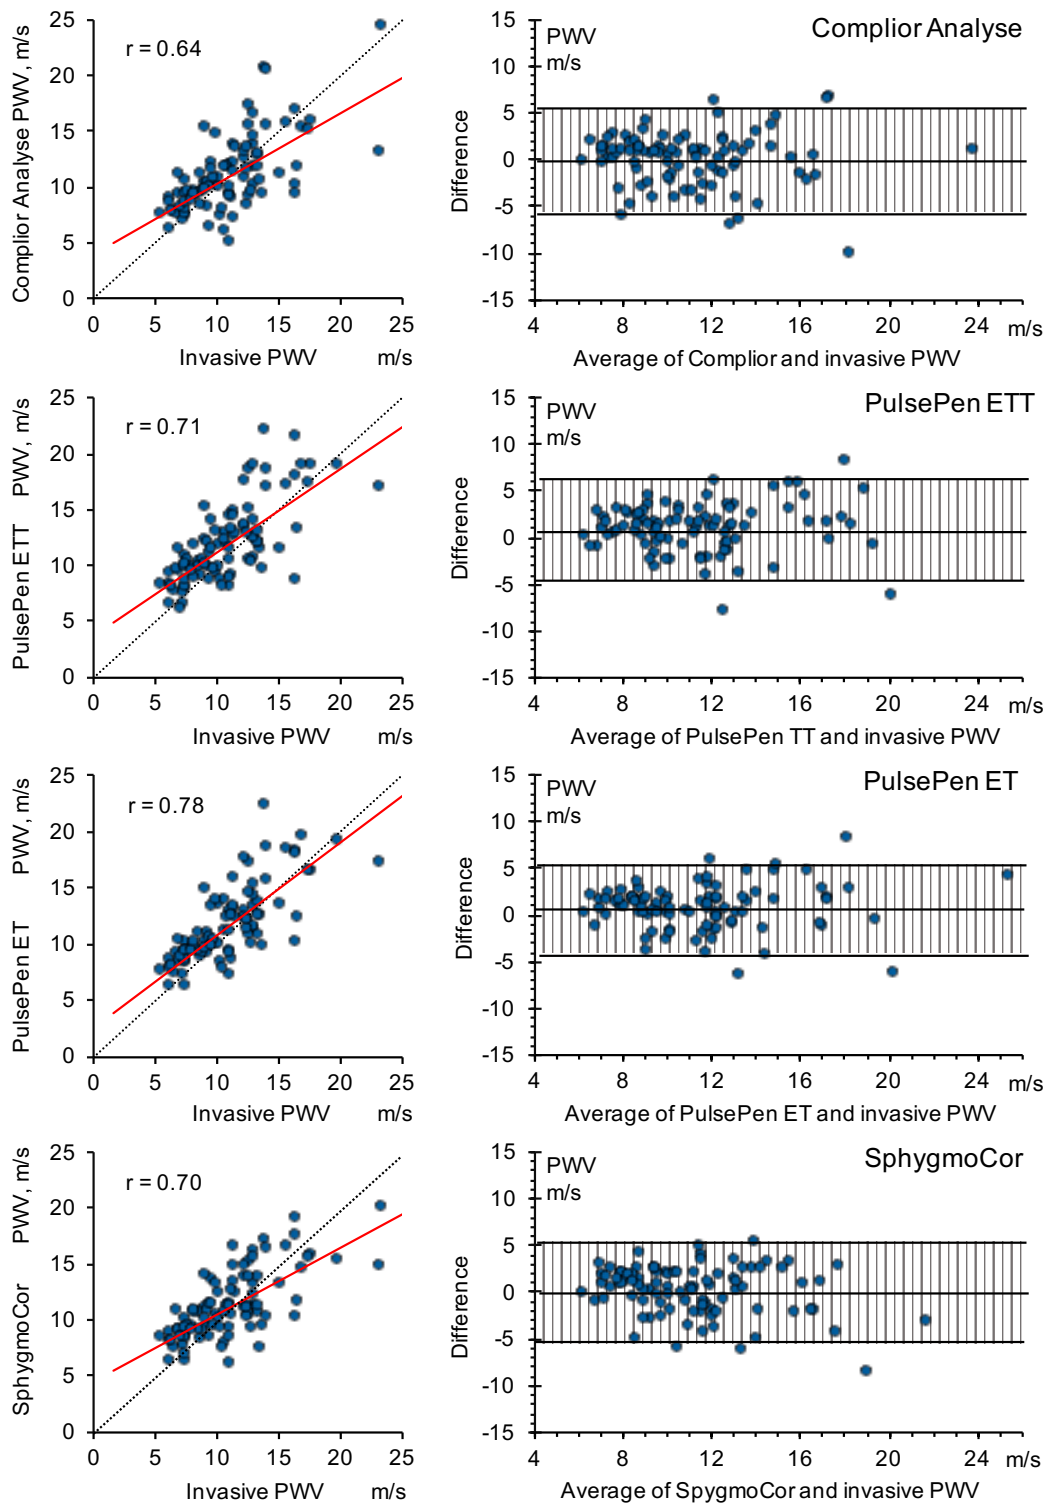 Complior Analyse PWV, m/s
25
20
15
10
5
0
r = 0.64
0 5 10 15 20 25
Invasive PWV m/s
Difference
15
10
5
0
-5
-10
-15
PWV
m/s
Complior Analyse
4 8 12 16 20 24 m/s
Average of Complior and invasive PWV
PulsePen ETT PWV, m/s
25
20
15
10
5
0
r = 0.71
0 5 10 15 20 25
Invasive PWV m/s
Difference
15
10
5
0
-5
-10
-15
PWV
m/s
PulsePen ETT
4 8 12 16 20 24 m/s
Average of PulsePen TT and invasive PWV
PulsePen ET PWV, m/s
25
20
15
10
5
0
r = 0.78
0 5 10 15 20 25
Invasive PWV m/s
Difference
15
10
5
0
-5
-10
-15
PWV
m/s
PulsePen ET
4 8 12 16 20 24 m/s
Average of PulsePen ET and invasive PWV
SphygmoCor PWV, m/s
25
20
15
10
5
0
r = 0.70
0 5 10 15 20 25
Invasive PWV m/s
Difference
15
10
5
0
-5
-10
-15
PWV
m/s
SphygmoCor
4 8 12 16 20 24 m/s
Average of SpygmoCor and invasive PWV